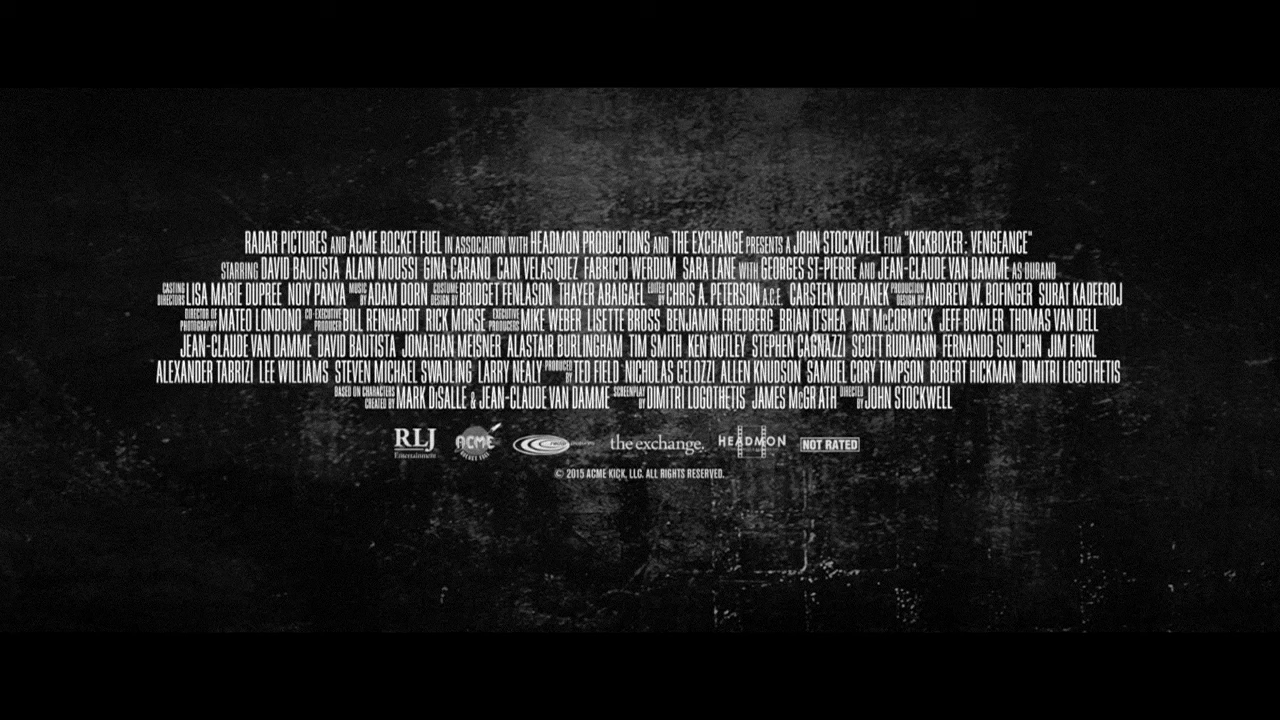 RADAR PICTURES AND ACME ROCKET FUEL IN ASSOCIATION WITH HEADMON PRODUCTIONS AND THE EXCHANGE PRESENTS A JOHN STOCKWELL FILM "KICKBOXER: VENGEANCE"
STARRING DAVID BAUTISTA ALAIN MOUSSI GINA CARANO CAIN VELASQUEZ FABRICIO WERDUM SARA LANE WITH GEORGES ST-PIERRE AND JEAN-CLAUDE VAN DAMME AS DURAND
CASTING DIRECTORS LISA MARIE DUPREE NOIY PANYA MUSIC BY ADAM DORN COSTUME DESIGN BY BRIDGET FENLASON THAYER ABAIGAEL EDITED BY CHRIS A. PETERSON A.C.E. CARSTEN KURPANEK PRODUCTION DESIGN BY ANDREW W. BOFINGER SURAT KADEEROJ
DIRECTOR OF PHOTOGRAPHY MATEO LONDONO CO-EXECUTIVE PRODUCER BILL REINHARDT RICK MORSE EXECUTIVE PRODUCERS MIKE WEBER LISETTE BROSS BENJAMIN FRIEDBERG BRIAN O'SHEA NAT McCORMICK JEFF BOWLER THOMAS VAN DELL
JEAN-CLAUDE VAN DAMME DAVID BAUTISTA JONATHAN MEISNER ALASTAIR BURLINGHAM TIM SMITH KEN NUTLEY STEPHEN CAGNAZZI SCOTT RUDMANN FERNANDO SULICHIN JIM FINKL
ALEXANDER TABRIZI LEE WILLIAMS STEVEN MICHAEL SWADLING LARRY NEALY PRODUCED BY TED FIELD NICHOLAS CELOZZI ALLEN KNUDSON SAMUEL CORY TIMPSON ROBERT HICKMAN DIMITRI LOGOTHETIS
BASED ON CHARACTERS CREATED BY MARK DiSALLE & JEAN-CLAUDE VAN DAMME SCREENPLAY BY DIMITRI LOGOTHETIS JAMES McGRATH DIRECTED BY JOHN STOCKWELL
RLJ Entertainment ACME ROCKET FUEL the exchange. HEADMON NOT RATED
© 2015 ACME KICK, LLC. ALL RIGHTS RESERVED.